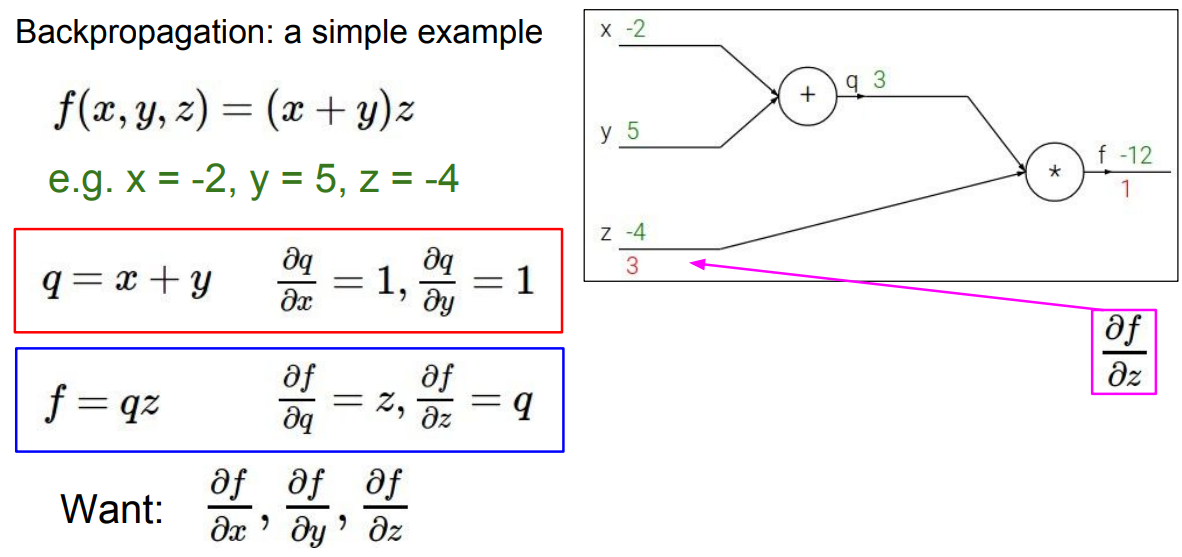 Backpropagation: a simple example
f(x, y, z) = (x + y)z
e.g. x = -2, y = 5, z = -4
q = x + y ∂q/∂x = 1, ∂q/∂y = 1
f = qz ∂f/∂q = z, ∂f/∂z = q
Want: ∂f/∂x, ∂f/∂y, ∂f/∂z
x -2
y 5
z -4
3
+
q 3
*
f -12
1
∂f/∂z